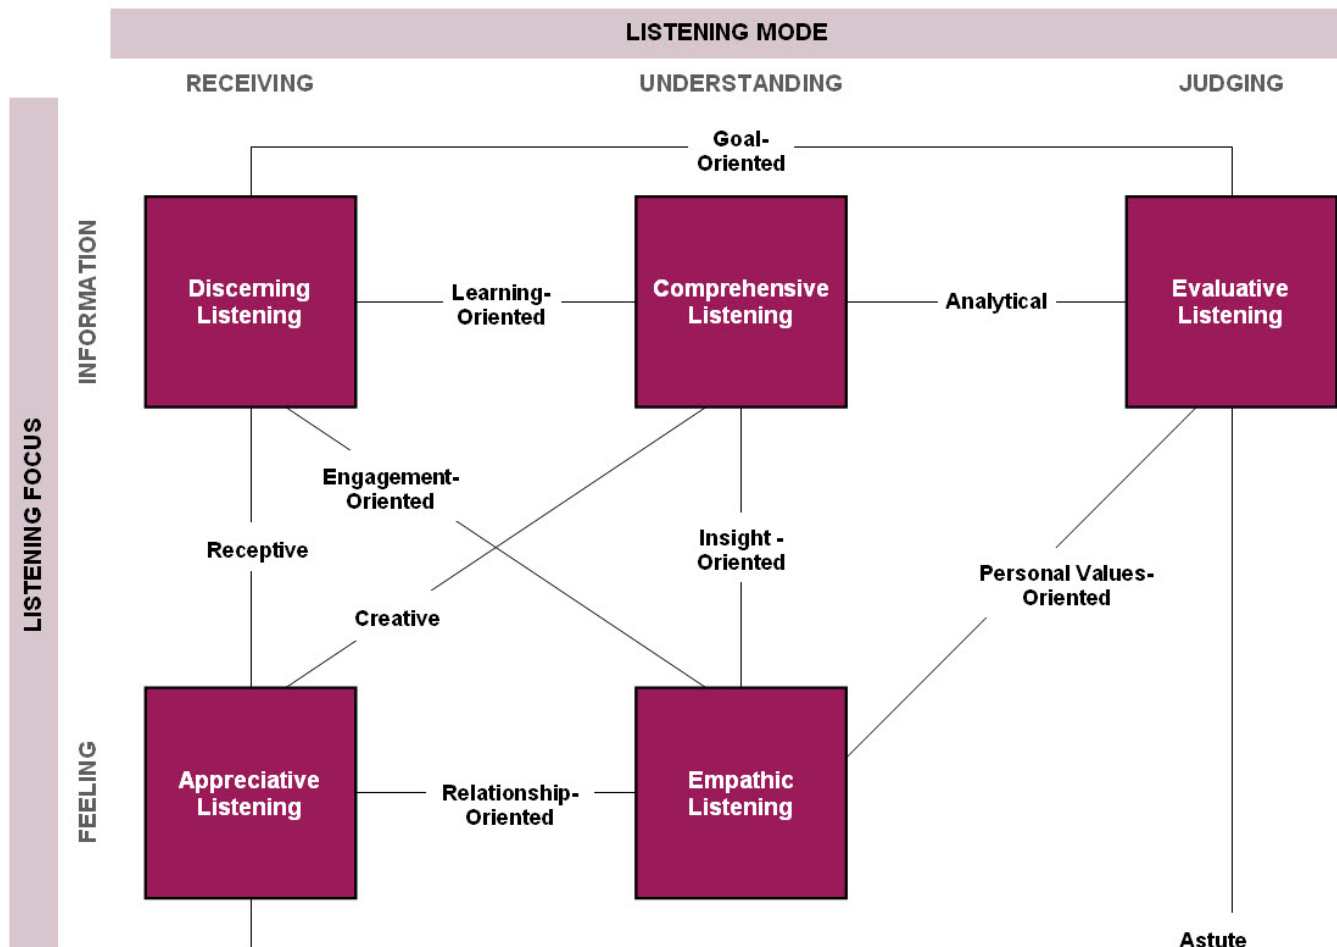 LISTENING MODE
RECEIVING
UNDERSTANDING
JUDGING
LISTENING FOCUS
INFORMATION
FEELING
Goal-
Oriented
Discerning
Listening
Learning-
Oriented
Comprehensive
Listening
Analytical
Evaluative
Listening
Engagement-
Oriented
Receptive
Insight -
Oriented
Personal Values-
Oriented
Creative
Appreciative
Listening
Relationship-
Oriented
Empathic
Listening
Astute